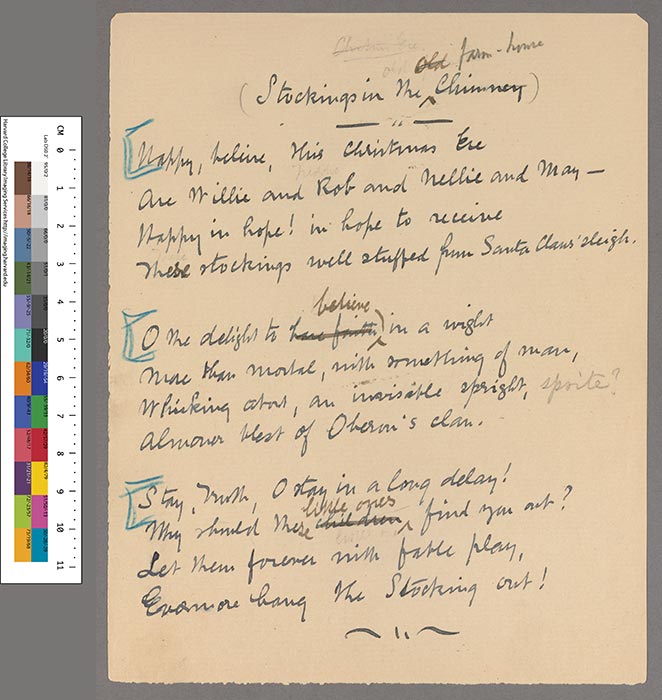 Christmas Eve
old farm-house
(Stockings in the Chimney)
Happy, believe, this Christmas Eve
Are Willie and Rob and Nellie and May —
Happy in hope! in hope to receive
These stockings well stuffed from Santa Claus' sleigh.
believe
O the delight to have faith in a wight
More than mortal, with something of man,
Whisking about, an invisible spright, sprite?
Almoner blest of Oberon's clan.
Stay, Truth, O stay in a long delay!
little ones
Why should these children find you out?
Let them forever with fable play,
Evermore hang the Stocking out!
CM 0 1 2 3 4 5 6 7 8 9 10 11
Harvard College Library Imaging Services http://imaging.harvard.edu